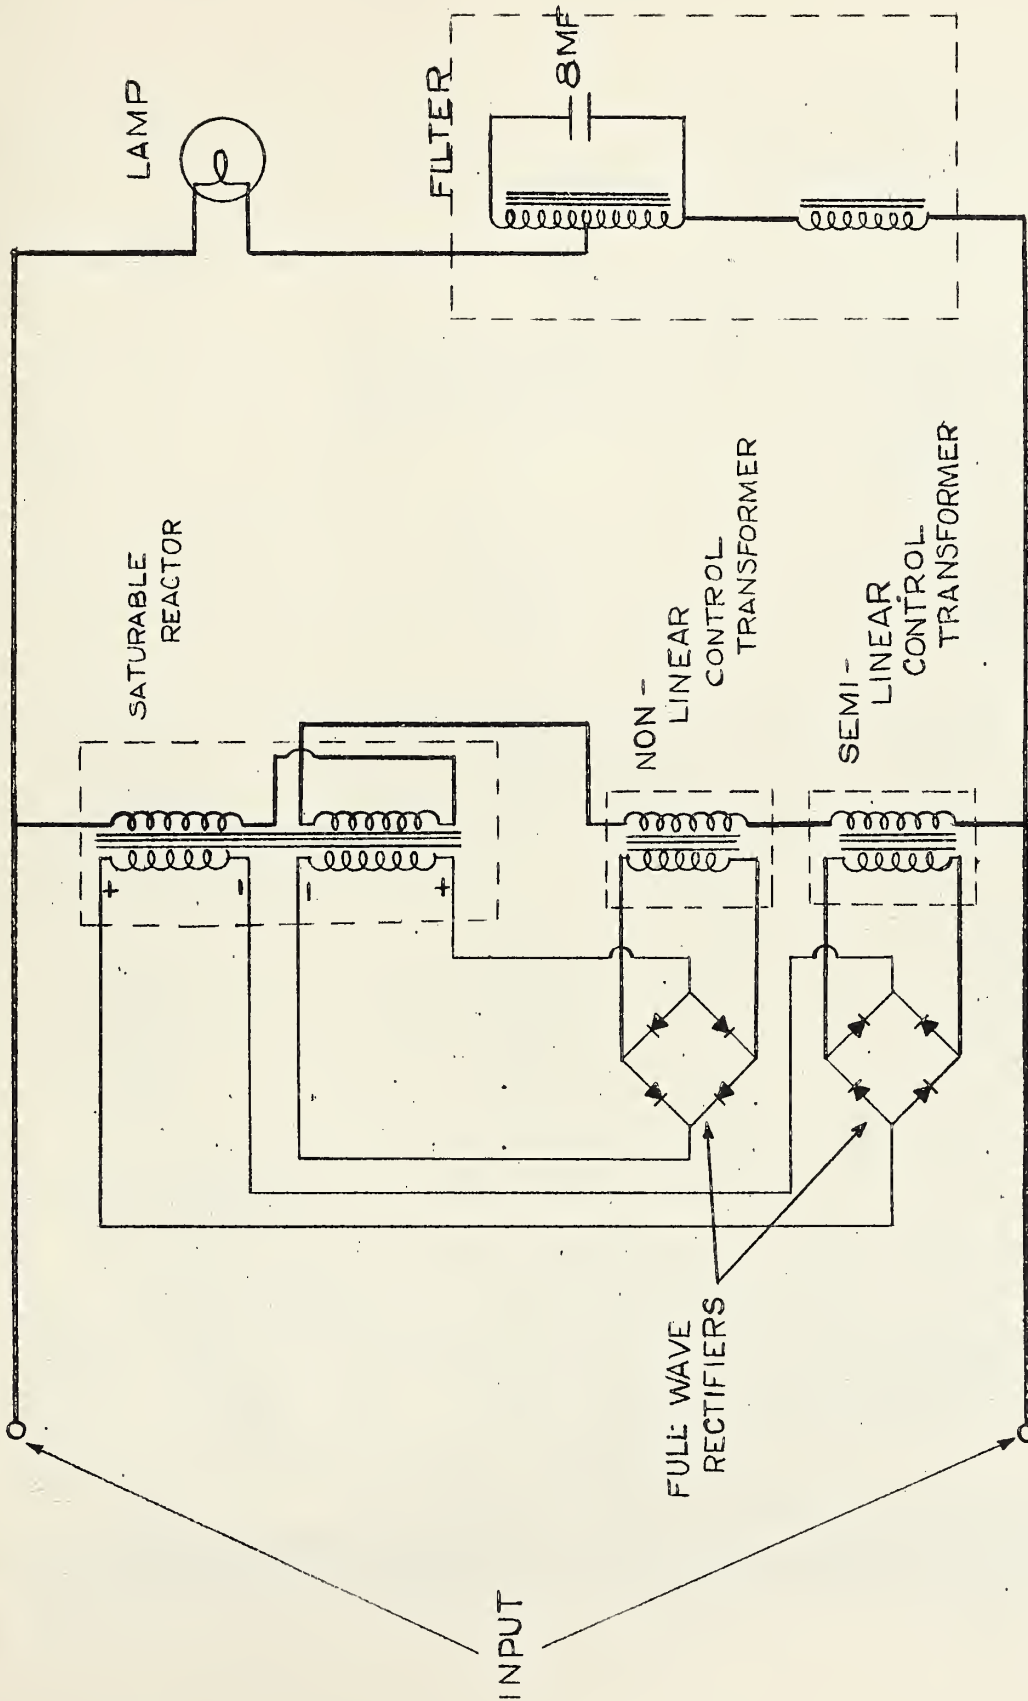 LAMP
FILTER
8MF
SATURABLE
REACTOR
+
-
-
+
NON-
LINEAR
CONTROL
TRANSFORMER
SEMI-
LINEAR
CONTROL
TRANSFORMER
FULL WAVE
RECTIFIERS
INPUT